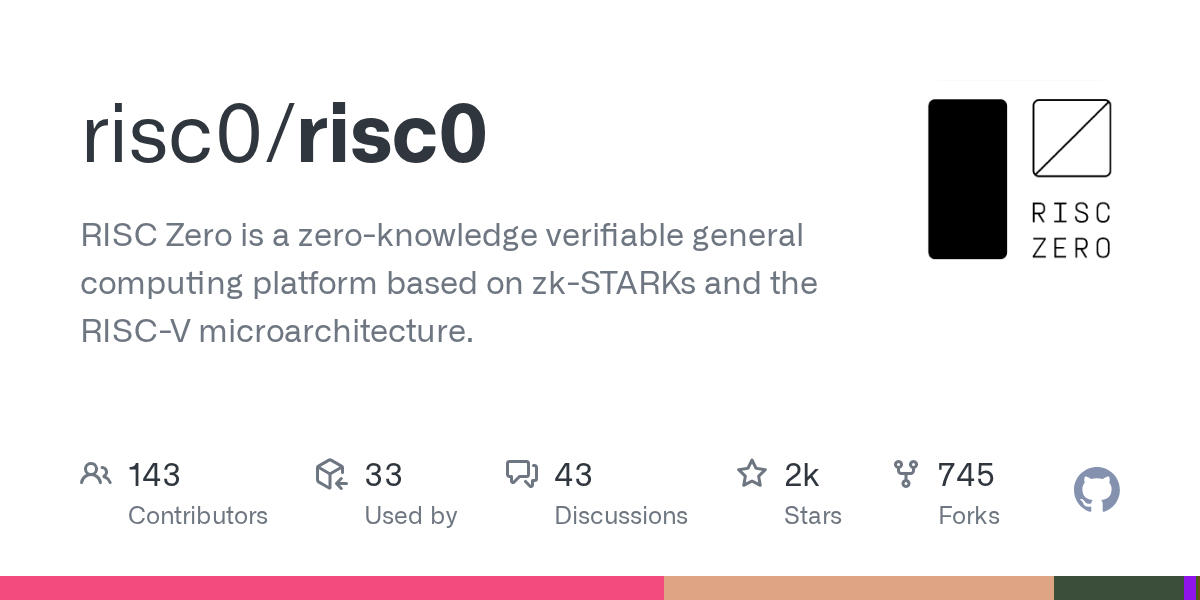 risc0/risc0
RISC
ZERO
RISC Zero is a zero-knowledge verifiable general
computing platform based on zk-STARKs and the
RISC-V microarchitecture.
143
Contributors
33
Used by
43
Discussions
2k
Stars
745
Forks